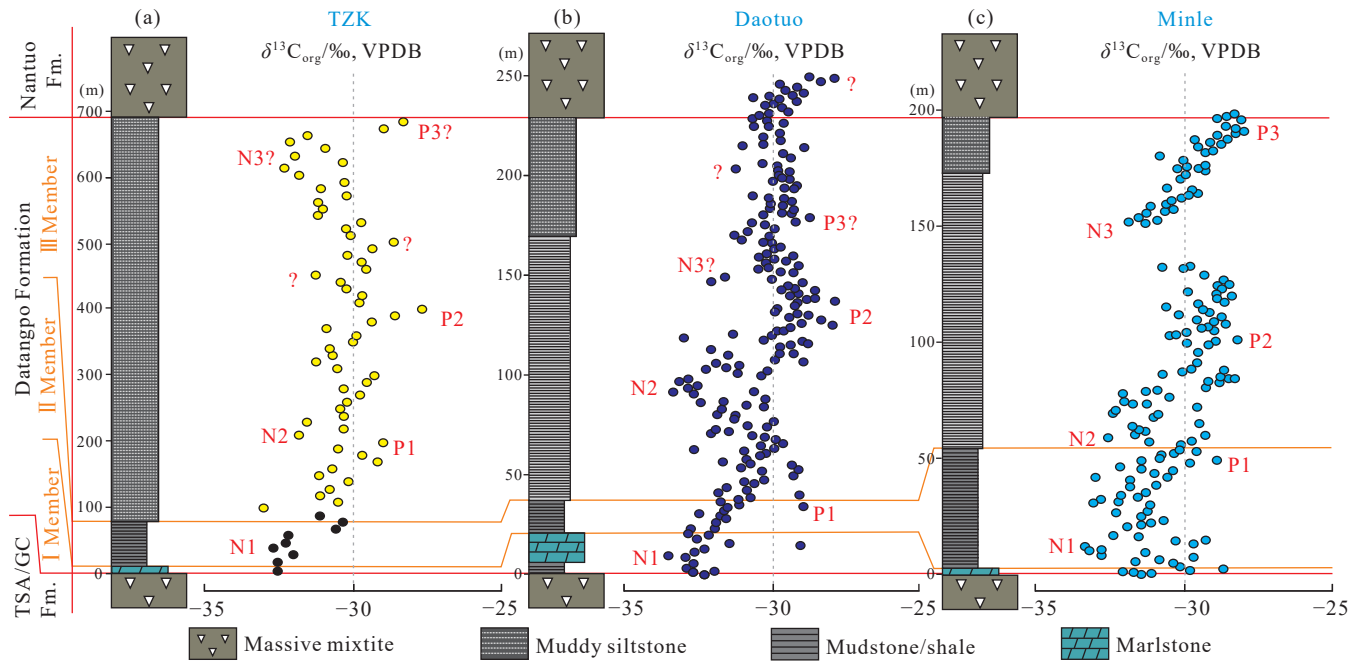 (a)
TZK
(b)
Daotuo
(c)
Minle
δ¹³C_org/‰, VPDB
δ¹³C_org/‰, VPDB
δ¹³C_org/‰, VPDB
Nantuo
Fm.
Datangpo Formation
III Member
II Member
I Member
TSA/GC
Fm.
(m)
700
600
500
400
300
200
100
0
P3?
N3?
?
?
P2
N2
P1
N1
−35
−30
−25
(m)
250
200
150
100
50
0
?
?
P3?
N3?
P2
N2
P1
N1
−35
−30
−25
(m)
200
150
100
50
0
P3
N3
P2
N2
P1
N1
−35
−30
−25
Massive mixtite
Muddy siltstone
Mudstone/shale
Marlstone